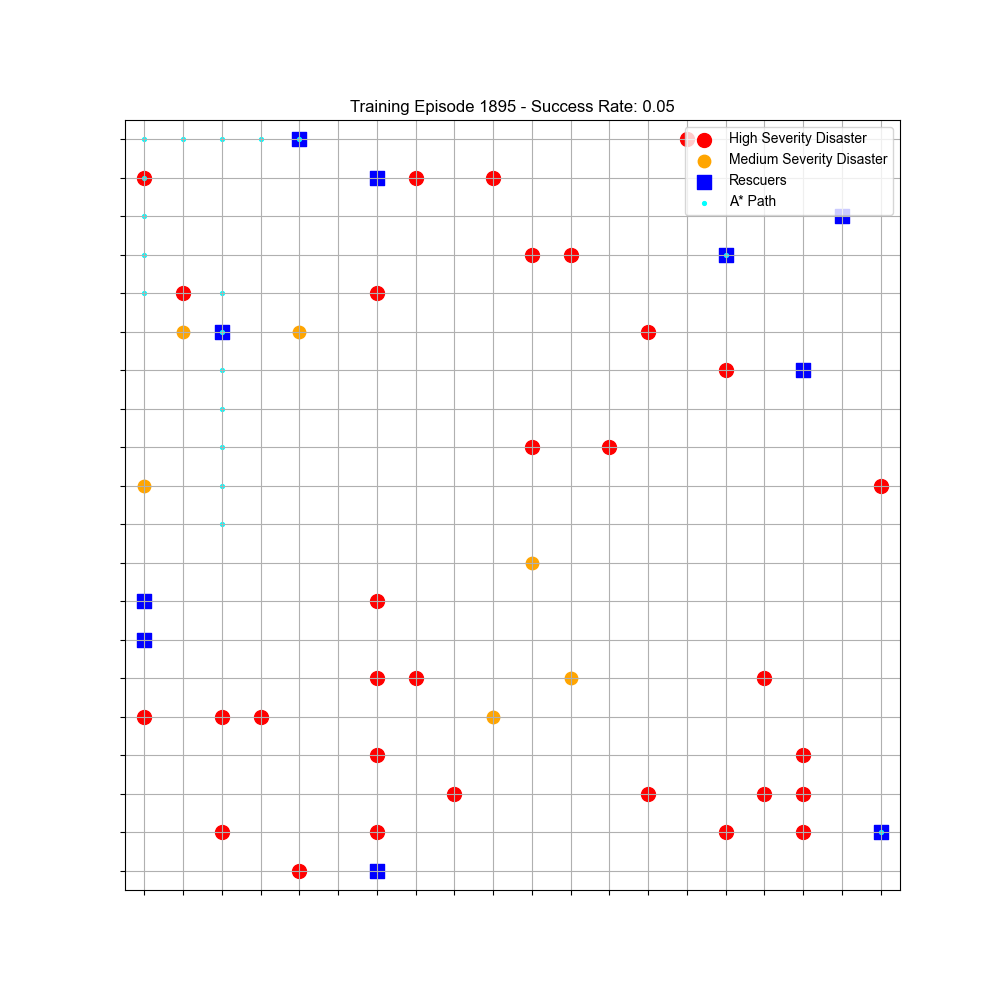 Training Episode 1895 - Success Rate: 0.05
High Severity Disaster
Medium Severity Disaster
Rescuers
A* Path